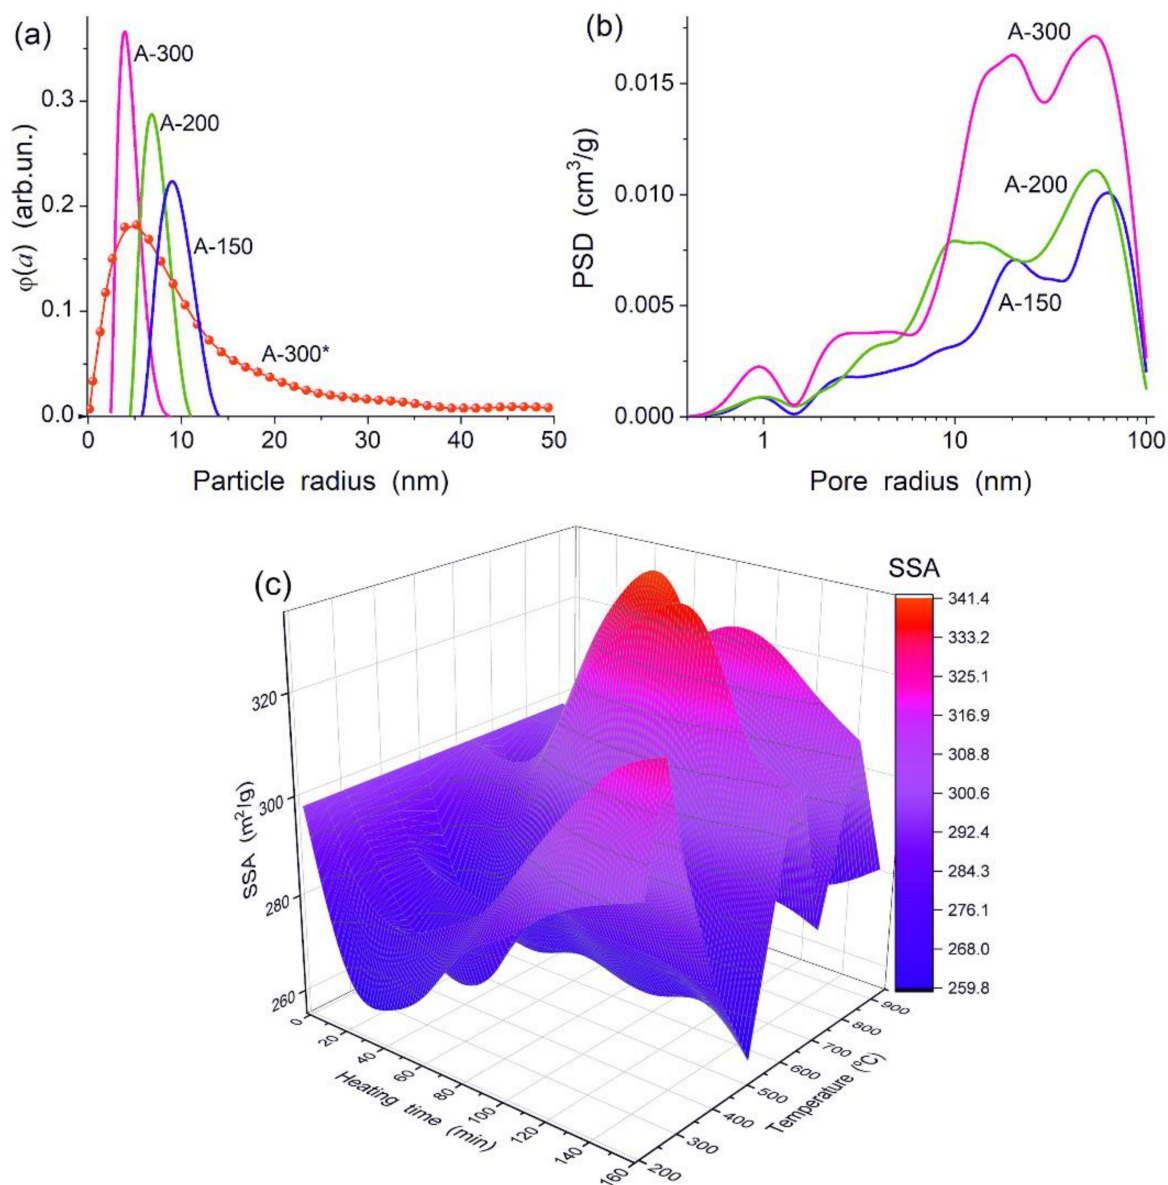 (a)
A-300
A-200
A-150
A-300*
0.3
0.2
0.1
0.0
φ(a) (arb.un.)
0 10 20 30 40 50
Particle radius (nm)
(b)
A-300
A-200
A-150
0.015
0.010
0.005
0.000
PSD (cm³/g)
1 10 100
Pore radius (nm)
(c)
SSA
341.4
333.2
325.1
316.9
308.8
300.6
292.4
284.3
276.1
268.0
259.8
320
300
280
260
SSA (m²/g)
0 20 40 60 80 100 120 140 160
Heating time (min)
200 300 400 500 600 700 800 900
Temperature (°C)